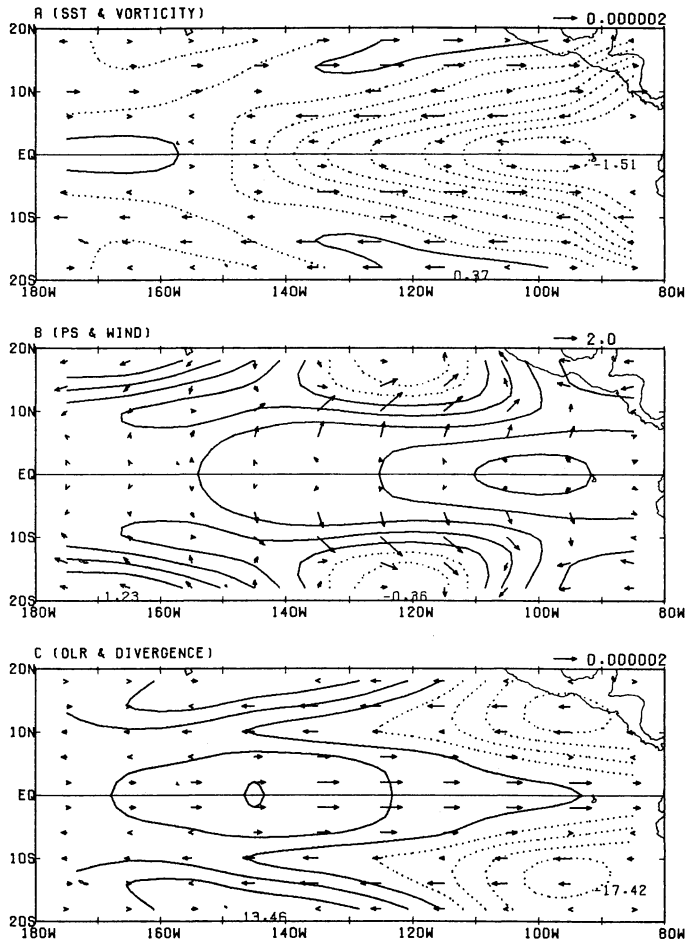 A (SST & VORTICITY)
0.000002
20N
10N
EQ
-1.51
10S
0.37
20S
180W 160W 140W 120W 100W 80W
B (PS & WIND)
2.0
20N
10N
EQ
10S
1.23 -0.86
20S
180W 160W 140W 120W 100W 80W
C (OLR & DIVERGENCE)
0.000002
20N
10N
EQ
10S
-17.42
13.46
20S
180W 160W 140W 120W 100W 80W